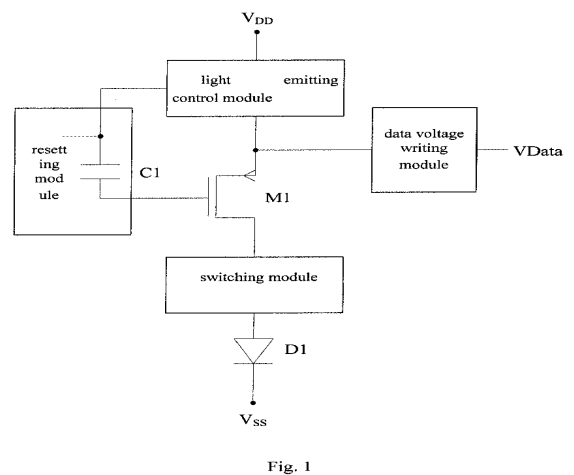 VDD
light emitting
control module
resett
ing
mod
ule
C1
data voltage
writing
module
VData
M1
switching module
D1
VSS
Fig. 1